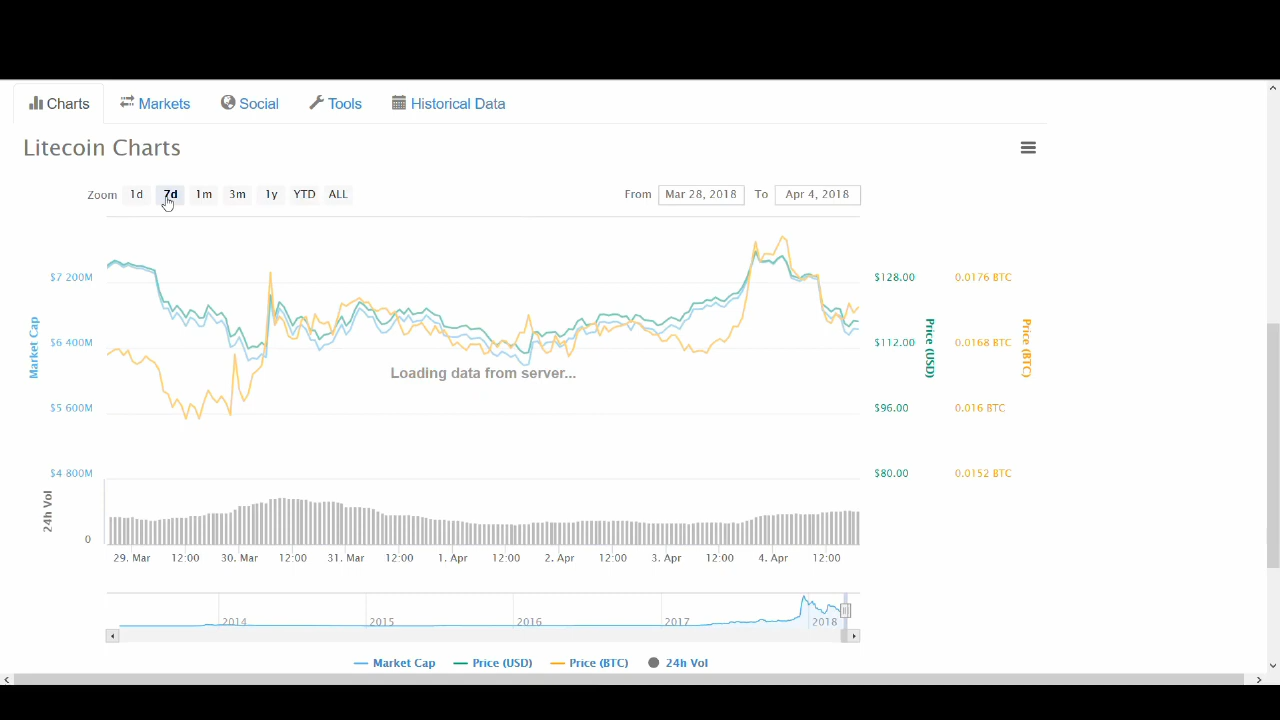 Charts Markets Social Tools Historical Data
Litecoin Charts
Zoom 1d 7d 1m 3m 1y YTD ALL From Mar 28, 2018 To Apr 4, 2018
$7 200M $128.00 0.0176 BTC
$6 400M $112.00 0.0168 BTC
Market Cap Price (USD) Price (BTC)
Loading data from server...
$5 600M $96.00 0.016 BTC
$4 800M $80.00 0.0152 BTC
24h Vol
0
29. Mar 12:00 30. Mar 12:00 31. Mar 12:00 1. Apr 12:00 2. Apr 12:00 3. Apr 12:00 4. Apr 12:00
2014 2015 2016 2017 2018
Market Cap Price (USD) Price (BTC) 24h Vol